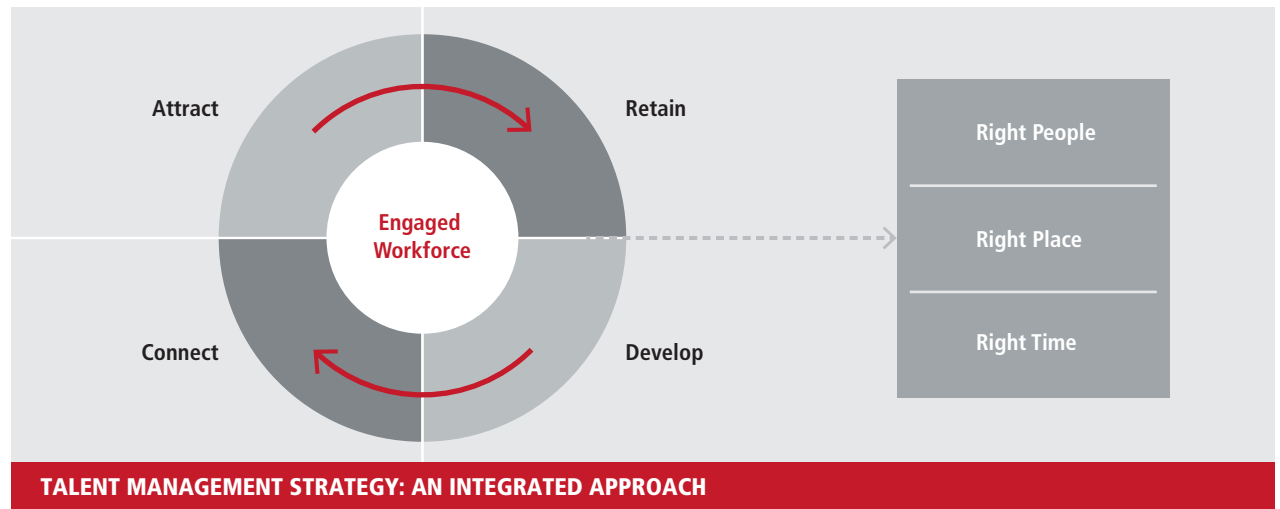 Attract
Retain
Engaged
Workforce
Connect
Develop
Right People
Right Place
Right Time
TALENT MANAGEMENT STRATEGY: AN INTEGRATED APPROACH